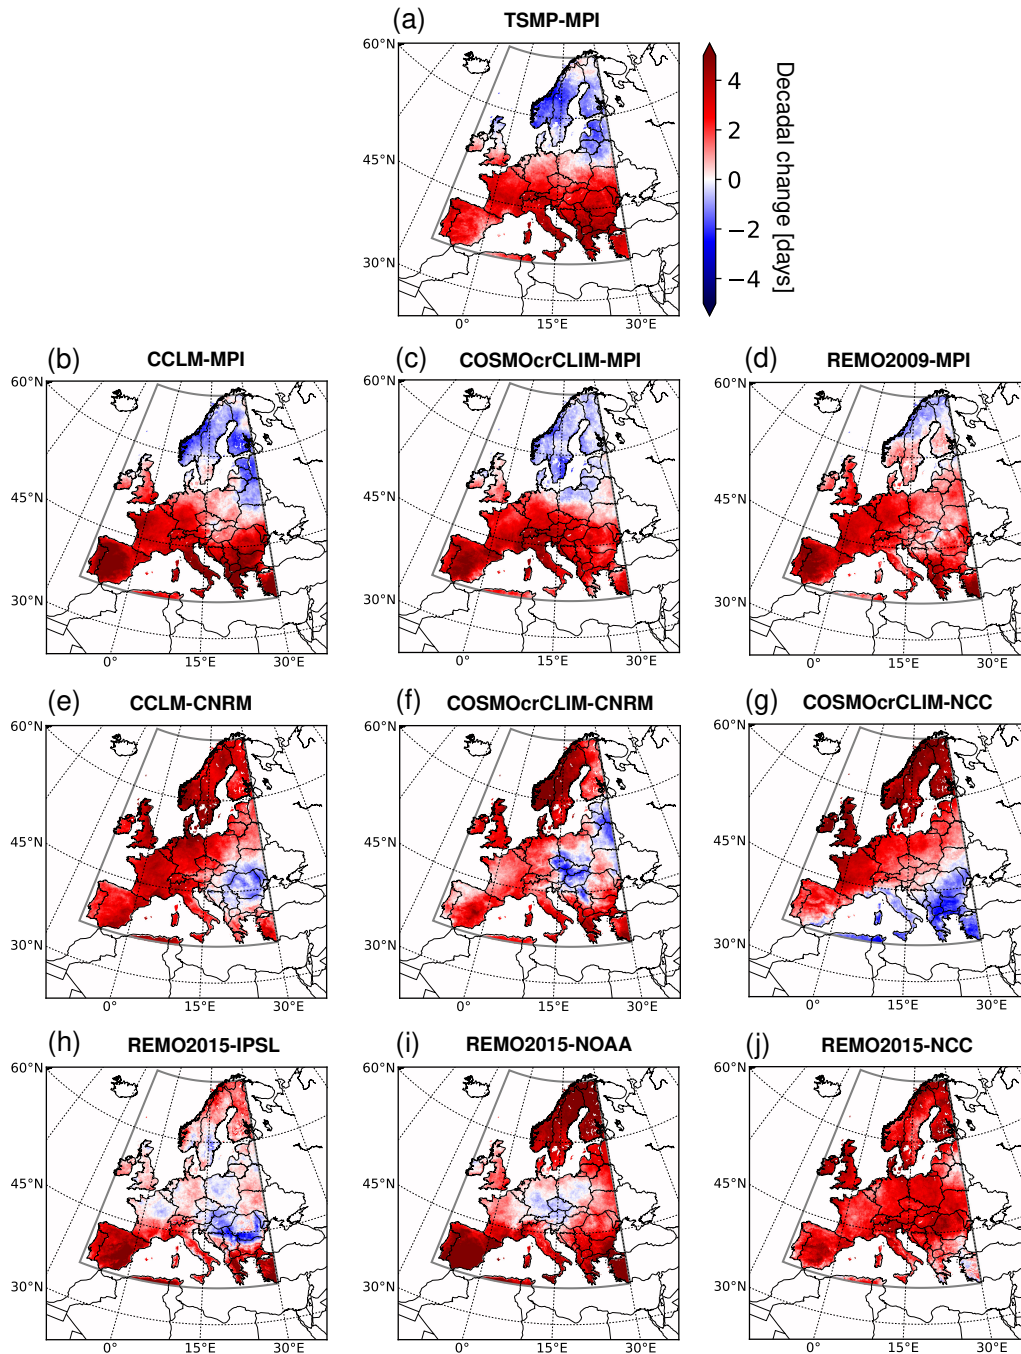 (a)
TSMP-MPI
60°N
45°N
30°N
0°
15°E
30°E
4
2
0
−2
−4
Decadal change [days]
(b)
CCLM-MPI
60°N
45°N
30°N
0°
15°E
30°E
(c)
COSMOcrCLIM-MPI
60°N
45°N
30°N
0°
15°E
30°E
(d)
REMO2009-MPI
60°N
45°N
30°N
0°
15°E
30°E
(e)
CCLM-CNRM
60°N
45°N
30°N
0°
15°E
30°E
(f)
COSMOcrCLIM-CNRM
60°N
45°N
30°N
0°
15°E
30°E
(g)
COSMOcrCLIM-NCC
60°N
45°N
30°N
0°
15°E
30°E
(h)
REMO2015-IPSL
60°N
45°N
30°N
0°
15°E
30°E
(i)
REMO2015-NOAA
60°N
45°N
30°N
0°
15°E
30°E
(j)
REMO2015-NCC
60°N
45°N
30°N
0°
15°E
30°E